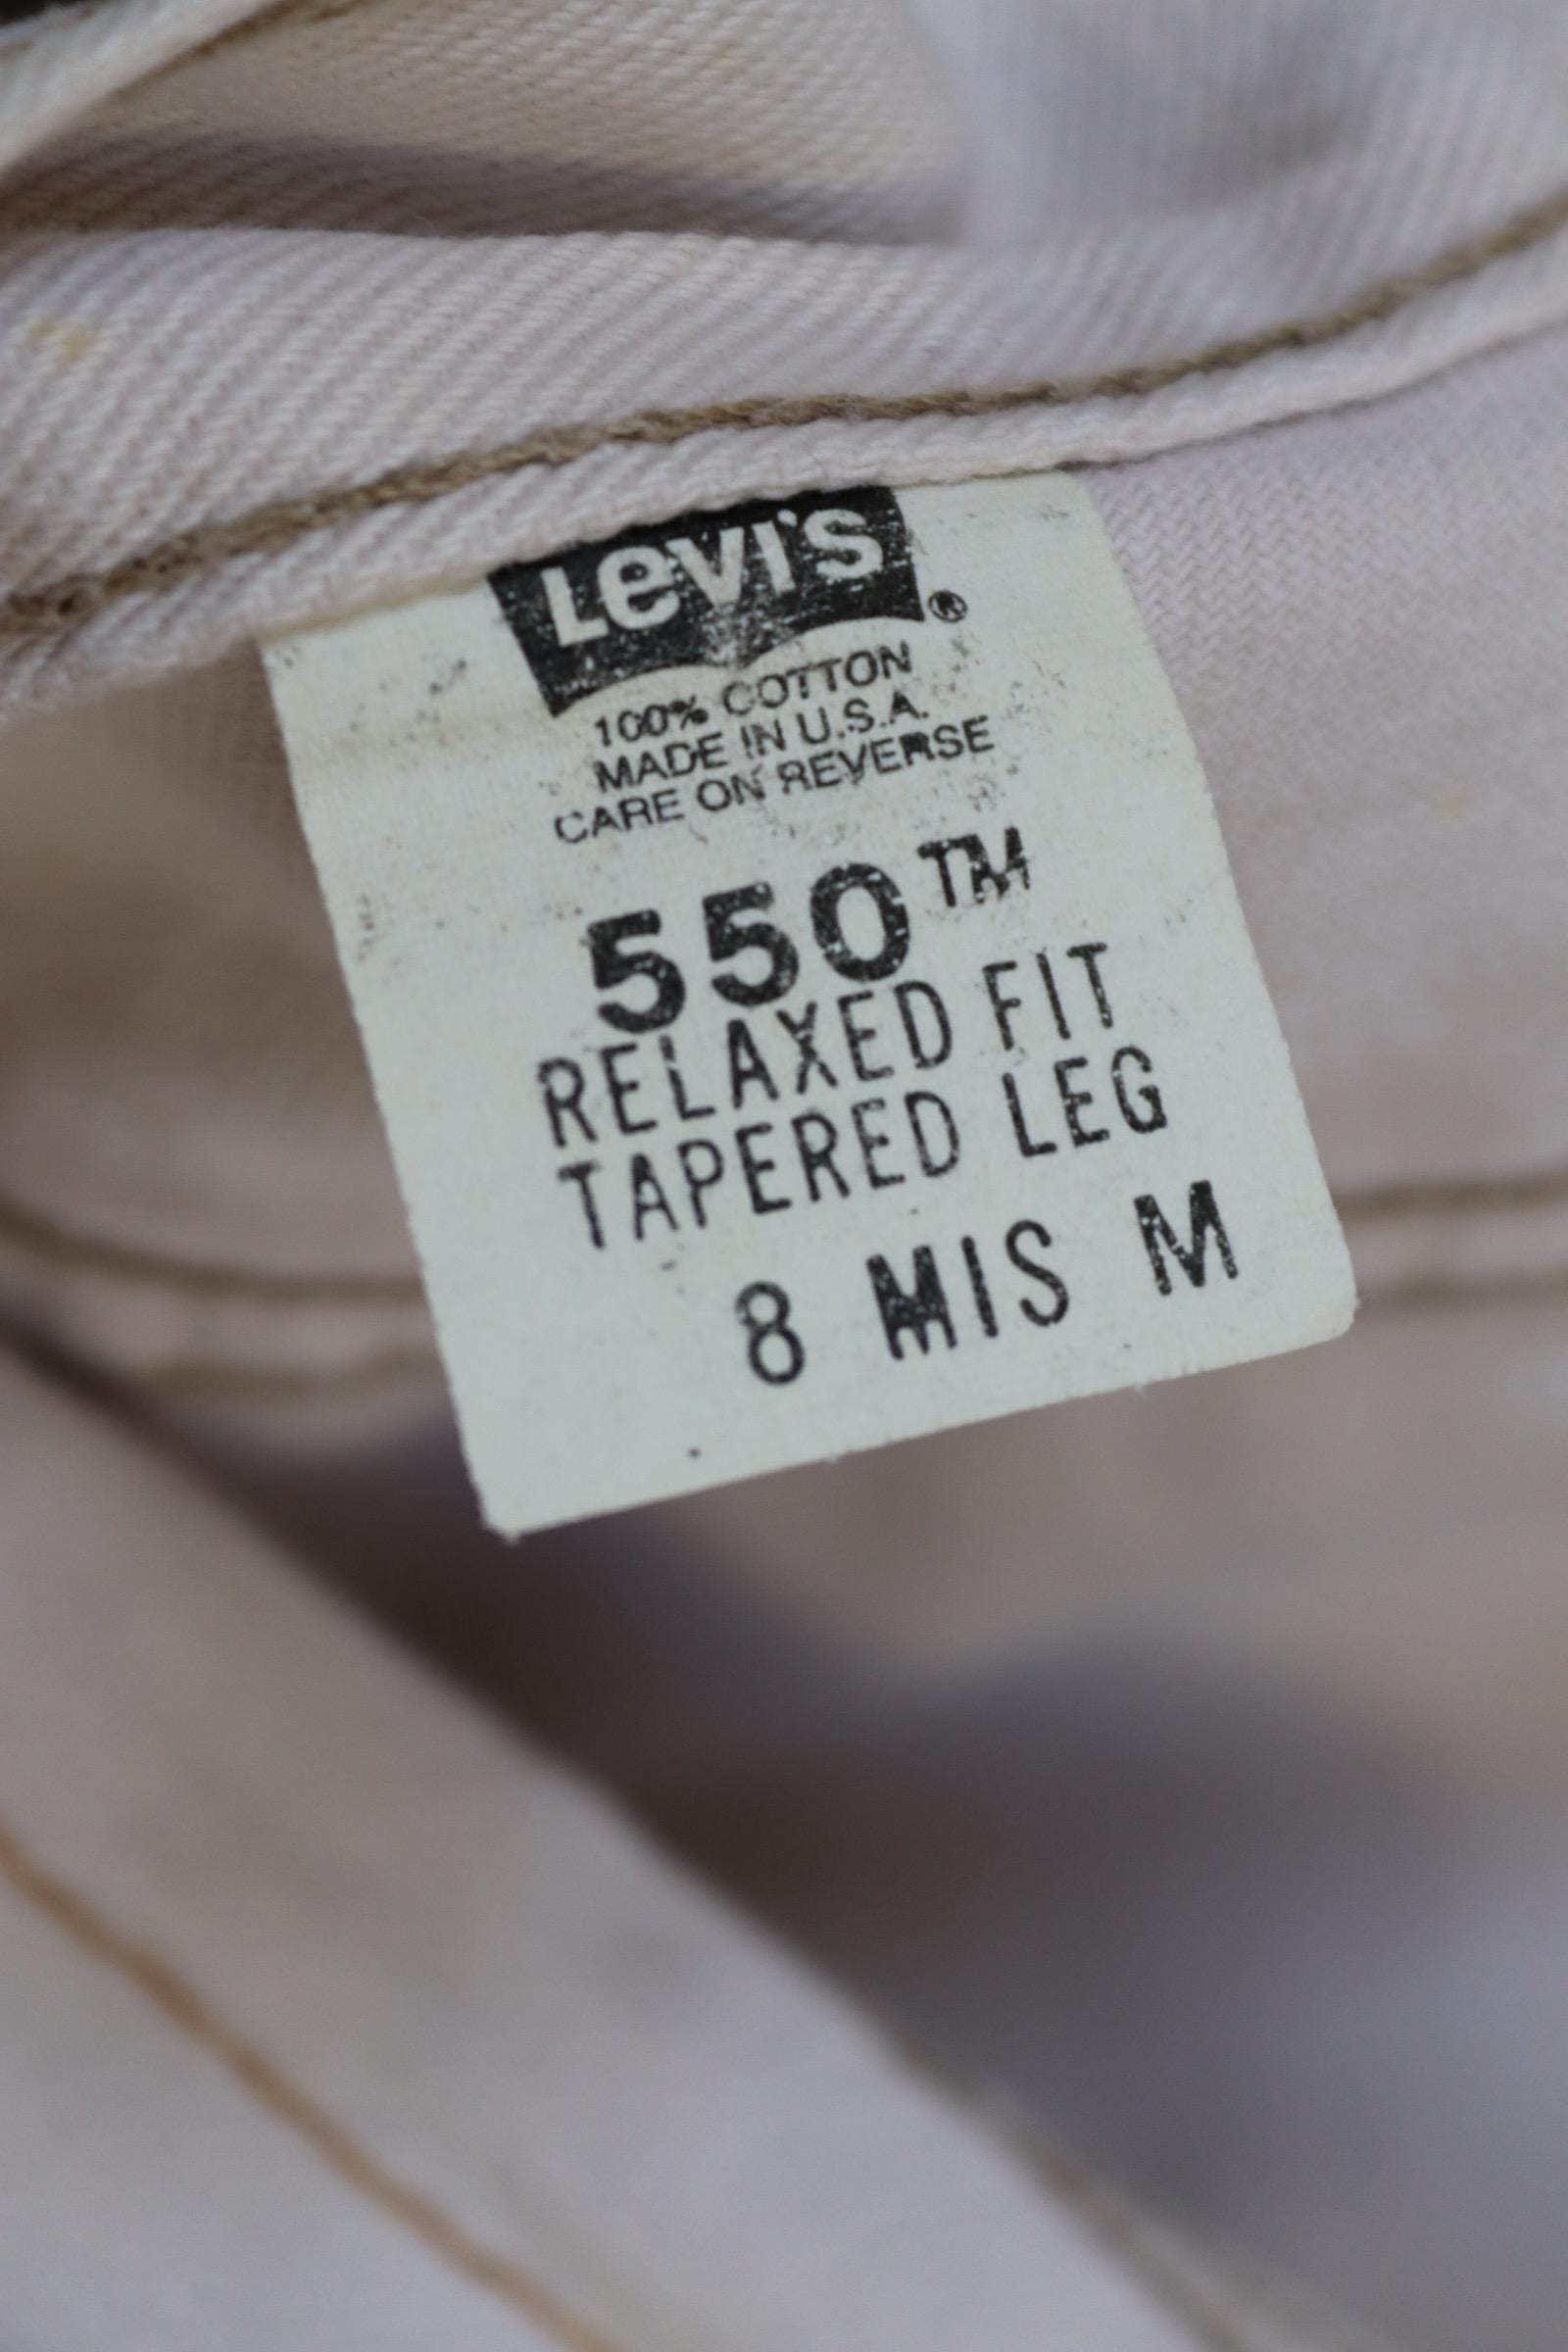 Levi's®
100% COTTON
MADE IN U.S.A.
CARE ON REVERSE
550™
RELAXED FIT
TAPERED LEG
8 MIS M